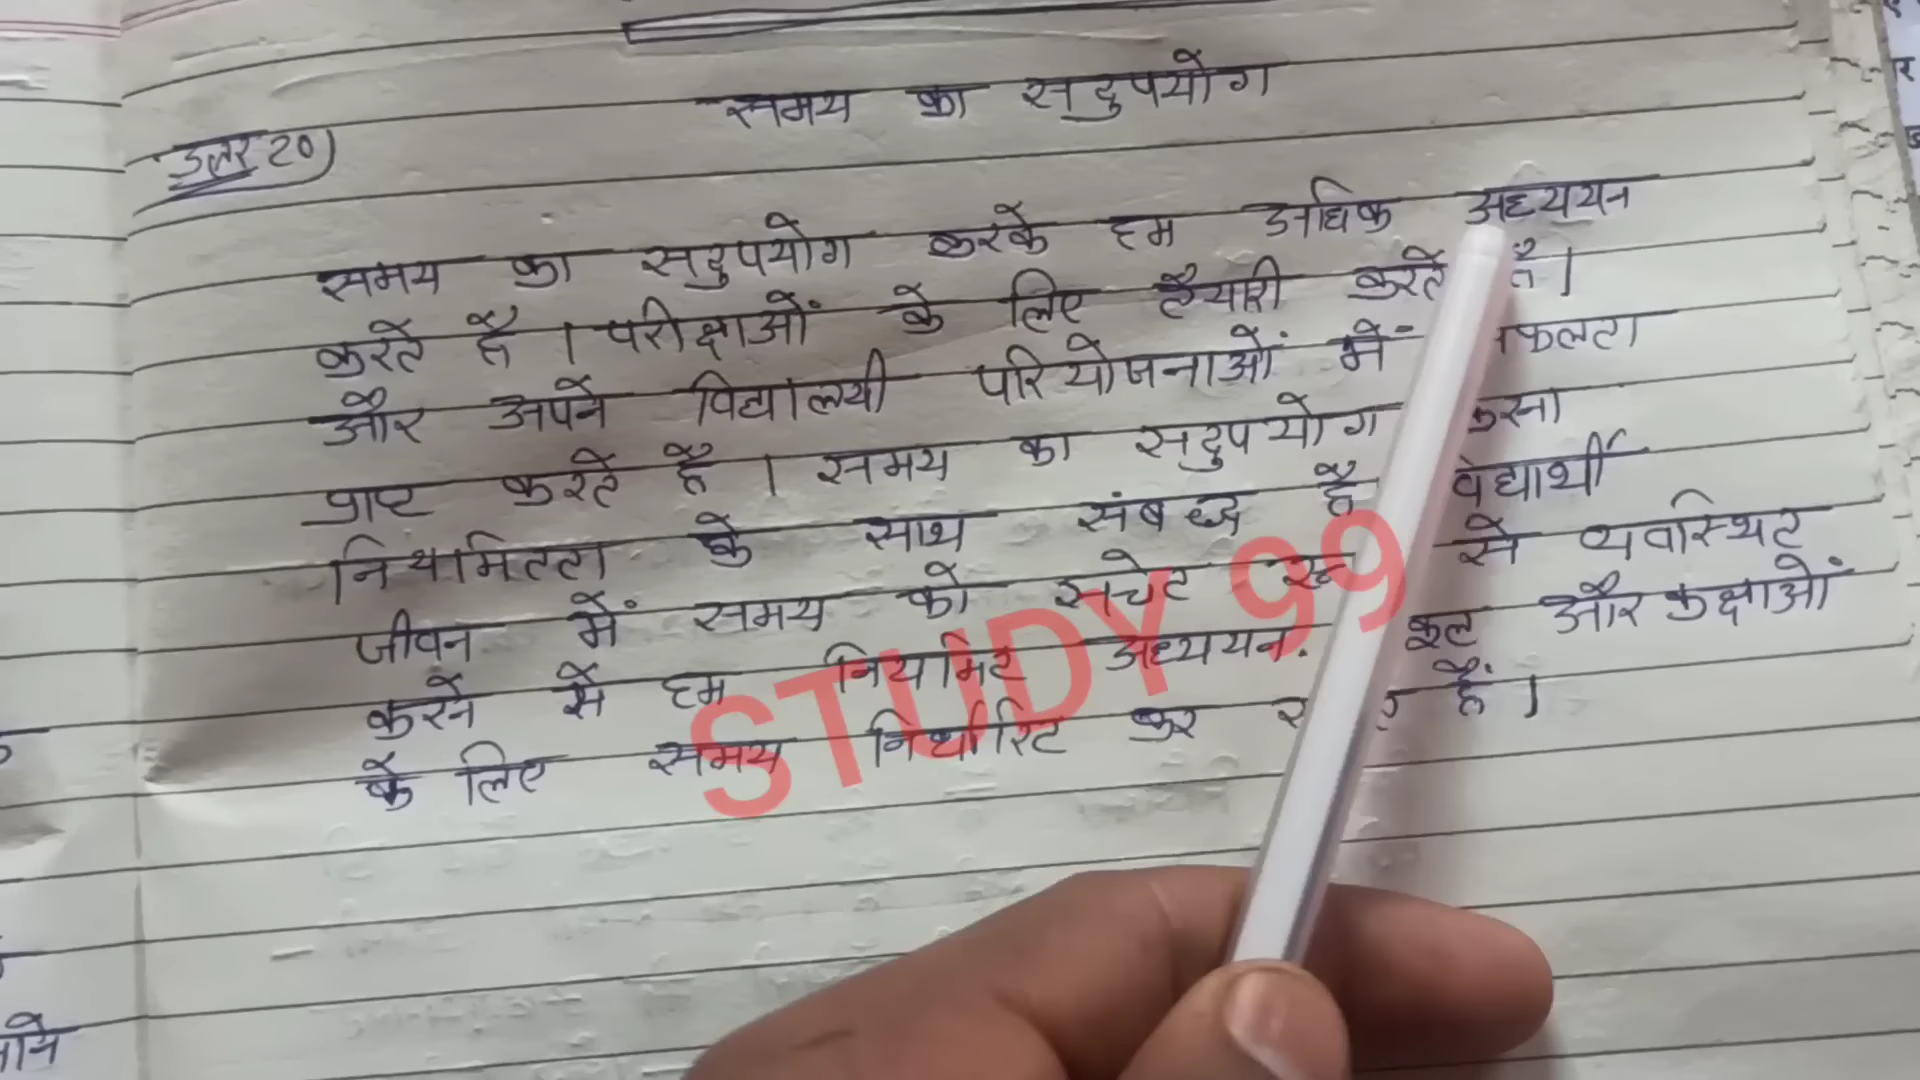 समय का सदुपयोग
उत्तर 20)
समय का सदुपयोग करके हम अधिक अध्ययन
करते हैं । परीक्षाओं के लिए तैयारी करते हैं ।
और अपने विद्यालयी परियोजनाओं में
प्राप्त करते हैं । समय का सदुपयोग करना
नियमितता के साथ संबद्ध है
जीवन में समय को सचेत से व्यवस्थित
करने से हम नियमित अध्ययन. और कक्षाओं
के लिए समय निर्धारित कर हैं ।
STUDY 99